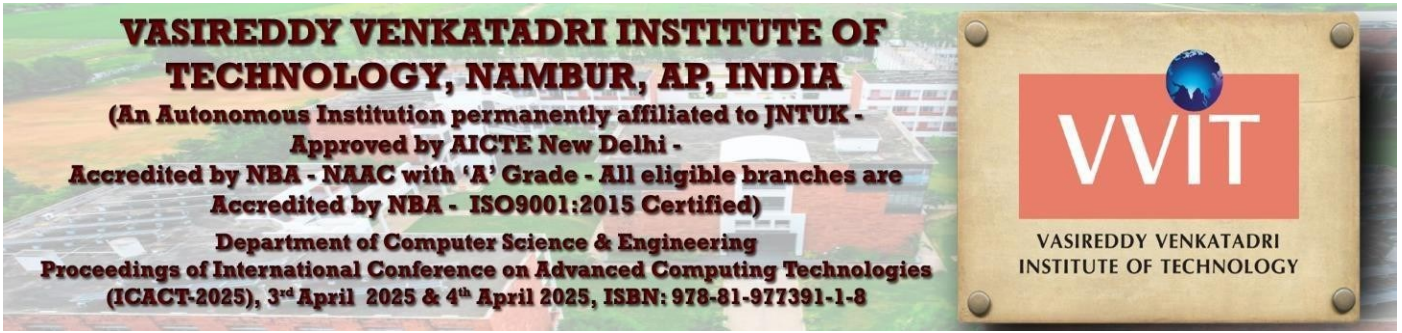 VASIREDDY VENKATADRI INSTITUTE OF
TECHNOLOGY, NAMBUR, AP, INDIA
(An Autonomous Institution permanently affiliated to JNTUK -
Approved by AICTE New Delhi -
Accredited by NBA - NAAC with ‘A’ Grade - All eligible branches are
Accredited by NBA - ISO9001:2015 Certified)
Department of Computer Science & Engineering
Proceedings of International Conference on Advanced Computing Technologies
(ICACT-2025), 3rd April 2025 & 4th April 2025, ISBN: 978-81-977391-1-8
VVIT
VASIREDDY VENKATADRI
INSTITUTE OF TECHNOLOGY